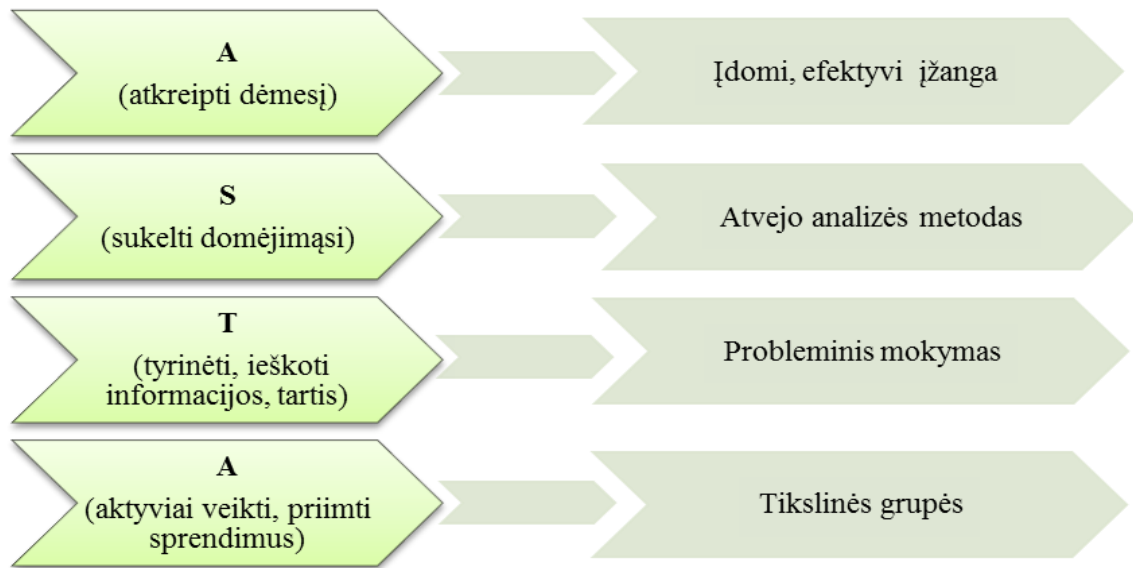 A
(atkreipti dėmesį)
Įdomi, efektyvi įžanga
S
(sukelti domėjimąsi)
Atvejo analizės metodas
T
(tyrinėti, ieškoti
informacijos, tartis)
Probleminis mokymas
A
(aktyviai veikti, priimti
sprendimus)
Tikslinės grupės